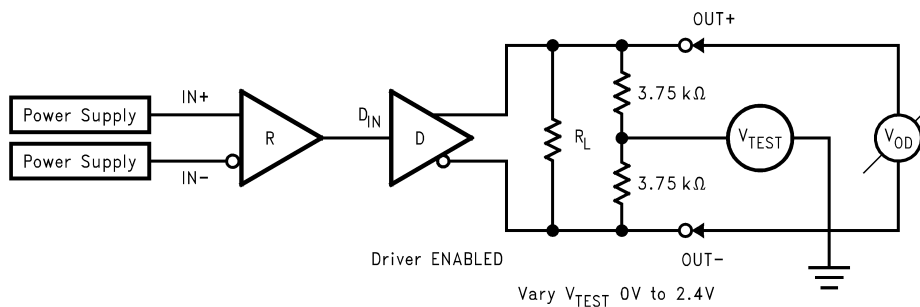 OUT+
IN+
Power Supply
D_IN
3.75 kΩ
R
D
R_L
V_TEST
V_OD
Power Supply
IN-
3.75 kΩ
Driver ENABLED
OUT-
Vary V_TEST 0V to 2.4V